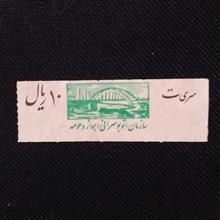 سری ت
۱۰ ریال
سازمان اتوبوسرانی اهواز و حومه